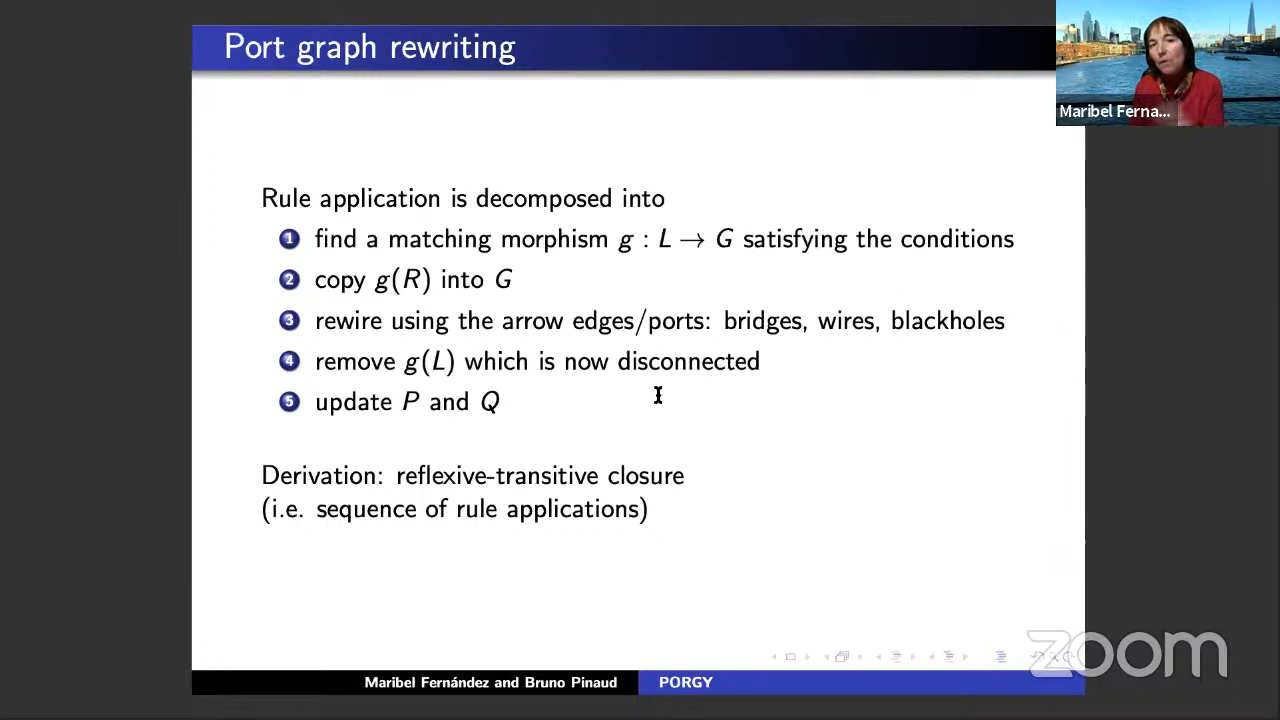 Port graph rewriting
Maribel Ferna...
Rule application is decomposed into
1 find a matching morphism g : L → G satisfying the conditions
2 copy g(R) into G
3 rewire using the arrow edges/ports: bridges, wires, blackholes
4 remove g(L) which is now disconnected
5 update P and Q
Derivation: reflexive-transitive closure
(i.e. sequence of rule applications)
zoom
Maribel Fernández and Bruno Pinaud PORGY